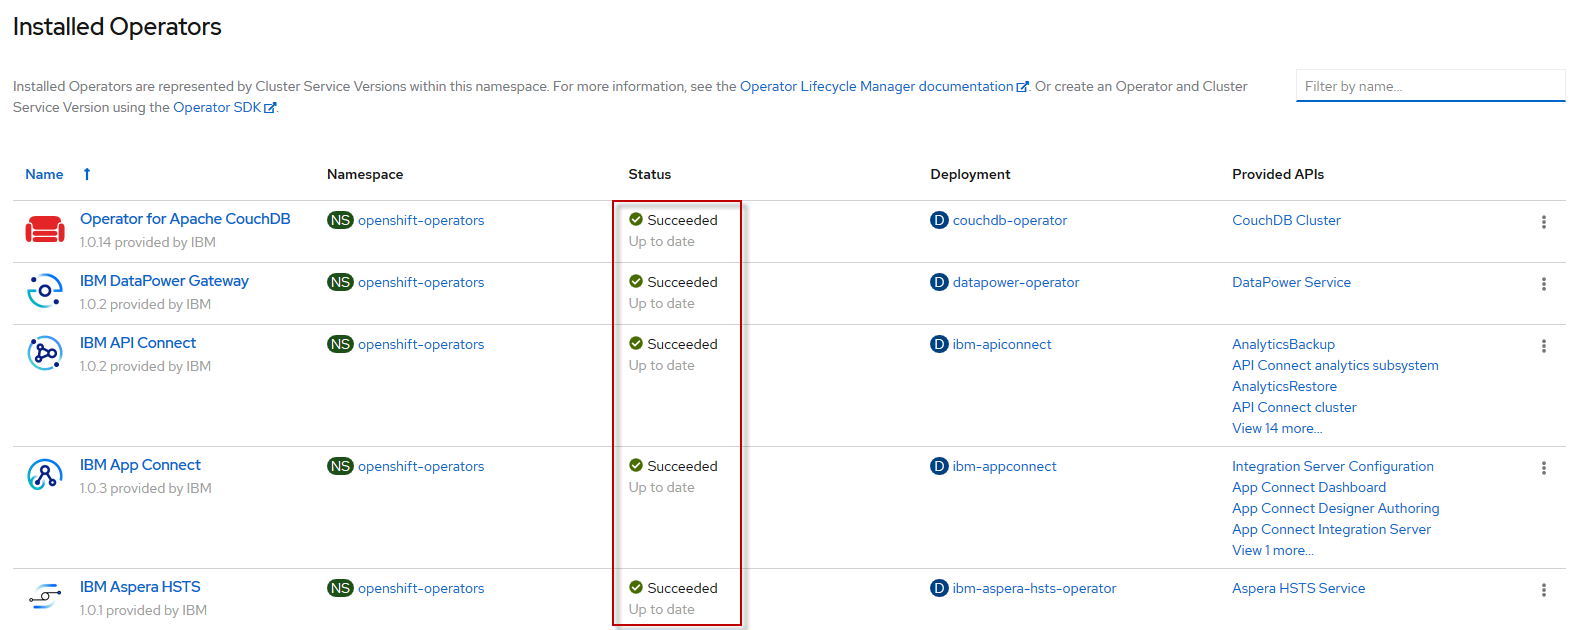 Installed Operators
Installed Operators are represented by Cluster Service Versions within this namespace. For more information, see the Operator Lifecycle Manager documentation. Or create an Operator and Cluster
Service Version using the Operator SDK.
Filter by name...
Name Namespace Status Deployment Provided APIs
Operator for Apache CouchDB NS openshift-operators Succeeded D couchdb-operator CouchDB Cluster
1.0.14 provided by IBM Up to date
IBM DataPower Gateway NS openshift-operators Succeeded D datapower-operator DataPower Service
1.0.2 provided by IBM Up to date
IBM API Connect NS openshift-operators Succeeded D ibm-apiconnect AnalyticsBackup
1.0.2 provided by IBM Up to date API Connect analytics subsystem
AnalyticsRestore
API Connect cluster
View 14 more...
IBM App Connect NS openshift-operators Succeeded D ibm-appconnect Integration Server Configuration
1.0.3 provided by IBM Up to date App Connect Dashboard
App Connect Designer Authoring
App Connect Integration Server
View 1 more...
IBM Aspera HSTS NS openshift-operators Succeeded D ibm-aspera-hsts-operator Aspera HSTS Service
1.0.1 provided by IBM Up to date